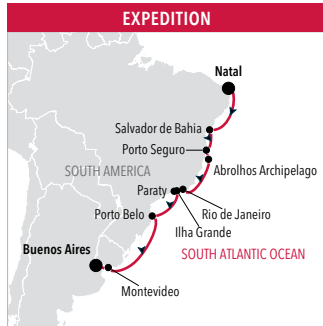 EXPEDITION
Natal
Salvador de Bahia
Porto Seguro
Abrolhos Archipelago
SOUTH AMERICA
Paraty
Rio de Janeiro
Porto Belo
Ilha Grande
Buenos Aires
SOUTH ATLANTIC OCEAN
Montevideo